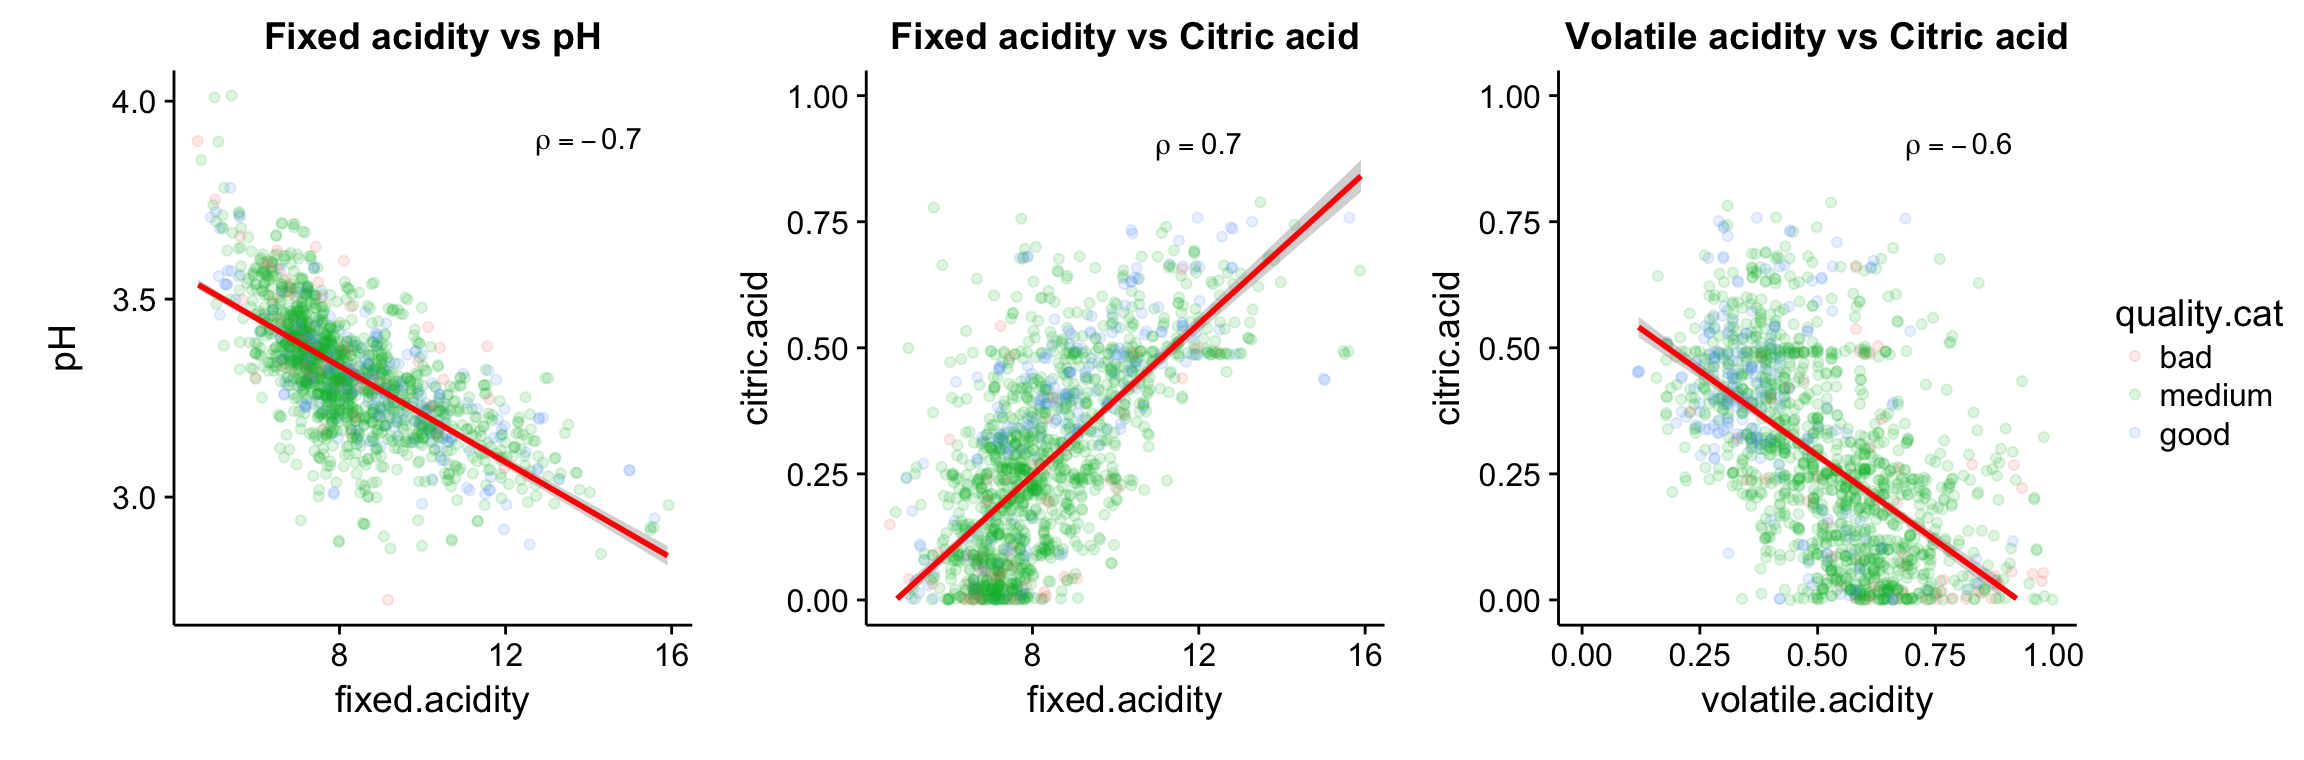 Fixed acidity vs pH
ρ = − 0.7
4.0
3.5
3.0
pH
8
12
16
fixed.acidity
Fixed acidity vs Citric acid
ρ = 0.7
1.00
0.75
0.50
0.25
0.00
citric.acid
8
12
16
fixed.acidity
Volatile acidity vs Citric acid
ρ = − 0.6
1.00
0.75
0.50
0.25
0.00
citric.acid
0.00
0.25
0.50
0.75
1.00
volatile.acidity
quality.cat
bad
medium
good